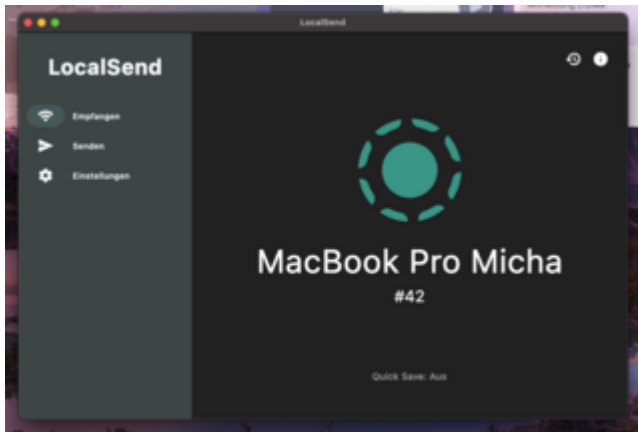 LocalSend
LocalSend
Empfangen
Senden
Einstellungen
MacBook Pro Micha
#42
Quick Save: Aus